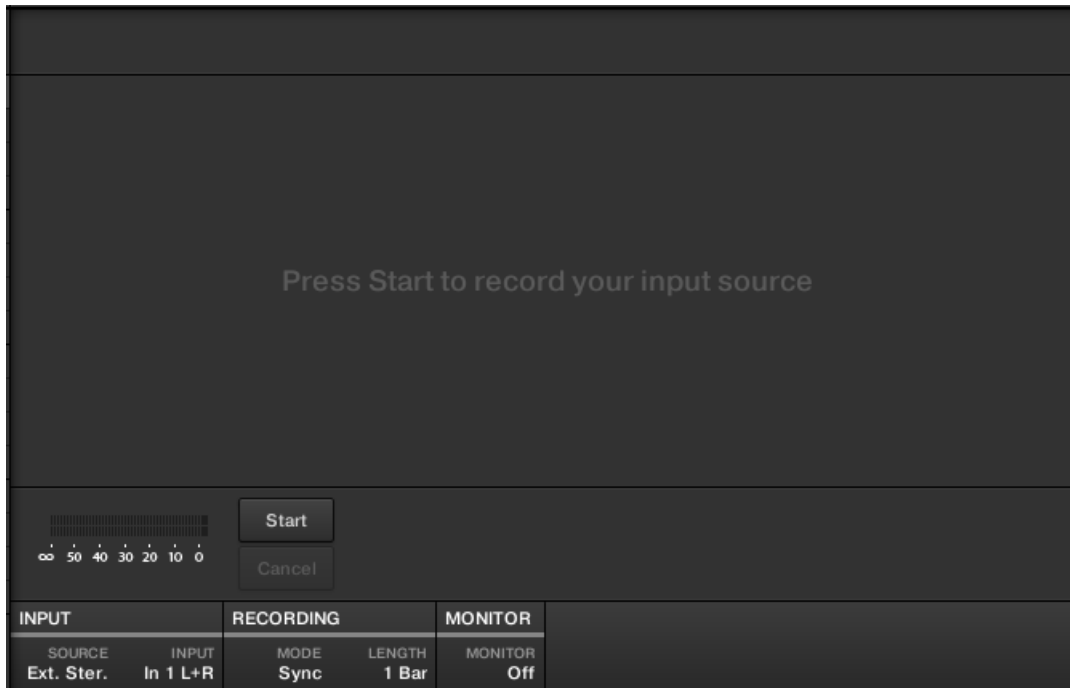 Press Start to record your input source
Start
∞ 50 40 30 20 10 0
Cancel
INPUT RECORDING MONITOR
SOURCE INPUT MODE LENGTH MONITOR
Ext. Ster. In 1 L+R Sync 1 Bar Off